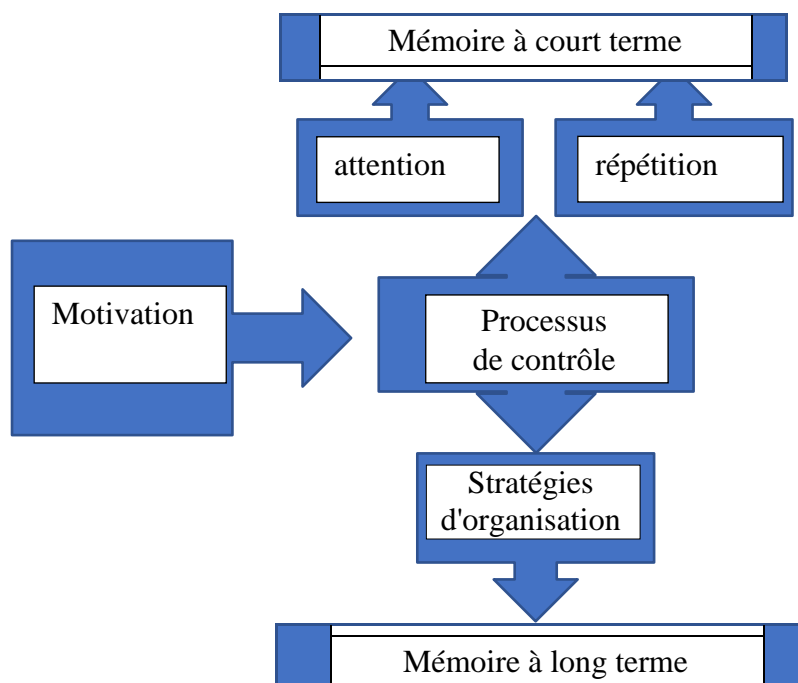 Mémoire à court terme
attention
répétition
Motivation
Processus
de contrôle
Stratégies
d'organisation
Mémoire à long terme